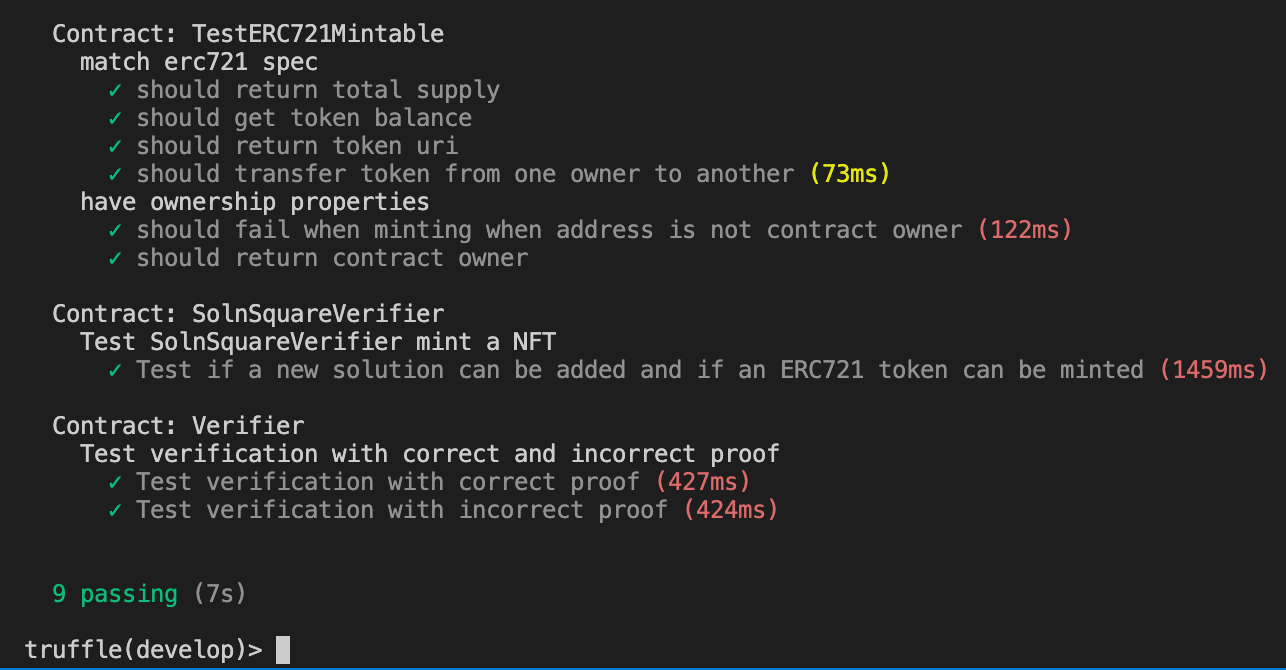 Contract: TestERC721Mintable
match erc721 spec
✓ should return total supply
✓ should get token balance
✓ should return token uri
✓ should transfer token from one owner to another (73ms)
have ownership properties
✓ should fail when minting when address is not contract owner (122ms)
✓ should return contract owner
Contract: SolnSquareVerifier
Test SolnSquareVerifier mint a NFT
✓ Test if a new solution can be added and if an ERC721 token can be minted (1459ms)
Contract: Verifier
Test verification with correct and incorrect proof
✓ Test verification with correct proof (427ms)
✓ Test verification with incorrect proof (424ms)
9 passing (7s)
truffle(develop)>